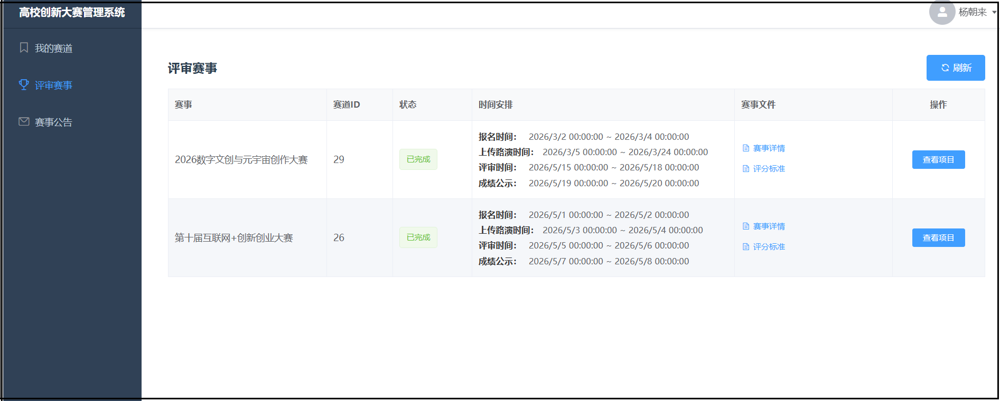 高校创新大赛管理系统
杨朝来
我的赛道
评审赛事
赛事公告
评审赛事
刷新
赛事 赛道ID 状态 时间安排 赛事文件 操作
2026数字文创与元宇宙创作大赛 29 已完成
报名时间： 2026/3/2 00:00:00 ~ 2026/3/4 00:00:00
上传路演时间： 2026/3/5 00:00:00 ~ 2026/3/24 00:00:00
评审时间： 2026/5/15 00:00:00 ~ 2026/5/18 00:00:00
成绩公示： 2026/5/19 00:00:00 ~ 2026/5/20 00:00:00
赛事详情
评分标准
查看项目
第十届互联网+创新创业大赛 26 已完成
报名时间： 2026/5/1 00:00:00 ~ 2026/5/2 00:00:00
上传路演时间： 2026/5/3 00:00:00 ~ 2026/5/4 00:00:00
评审时间： 2026/5/5 00:00:00 ~ 2026/5/6 00:00:00
成绩公示： 2026/5/7 00:00:00 ~ 2026/5/8 00:00:00
赛事详情
评分标准
查看项目